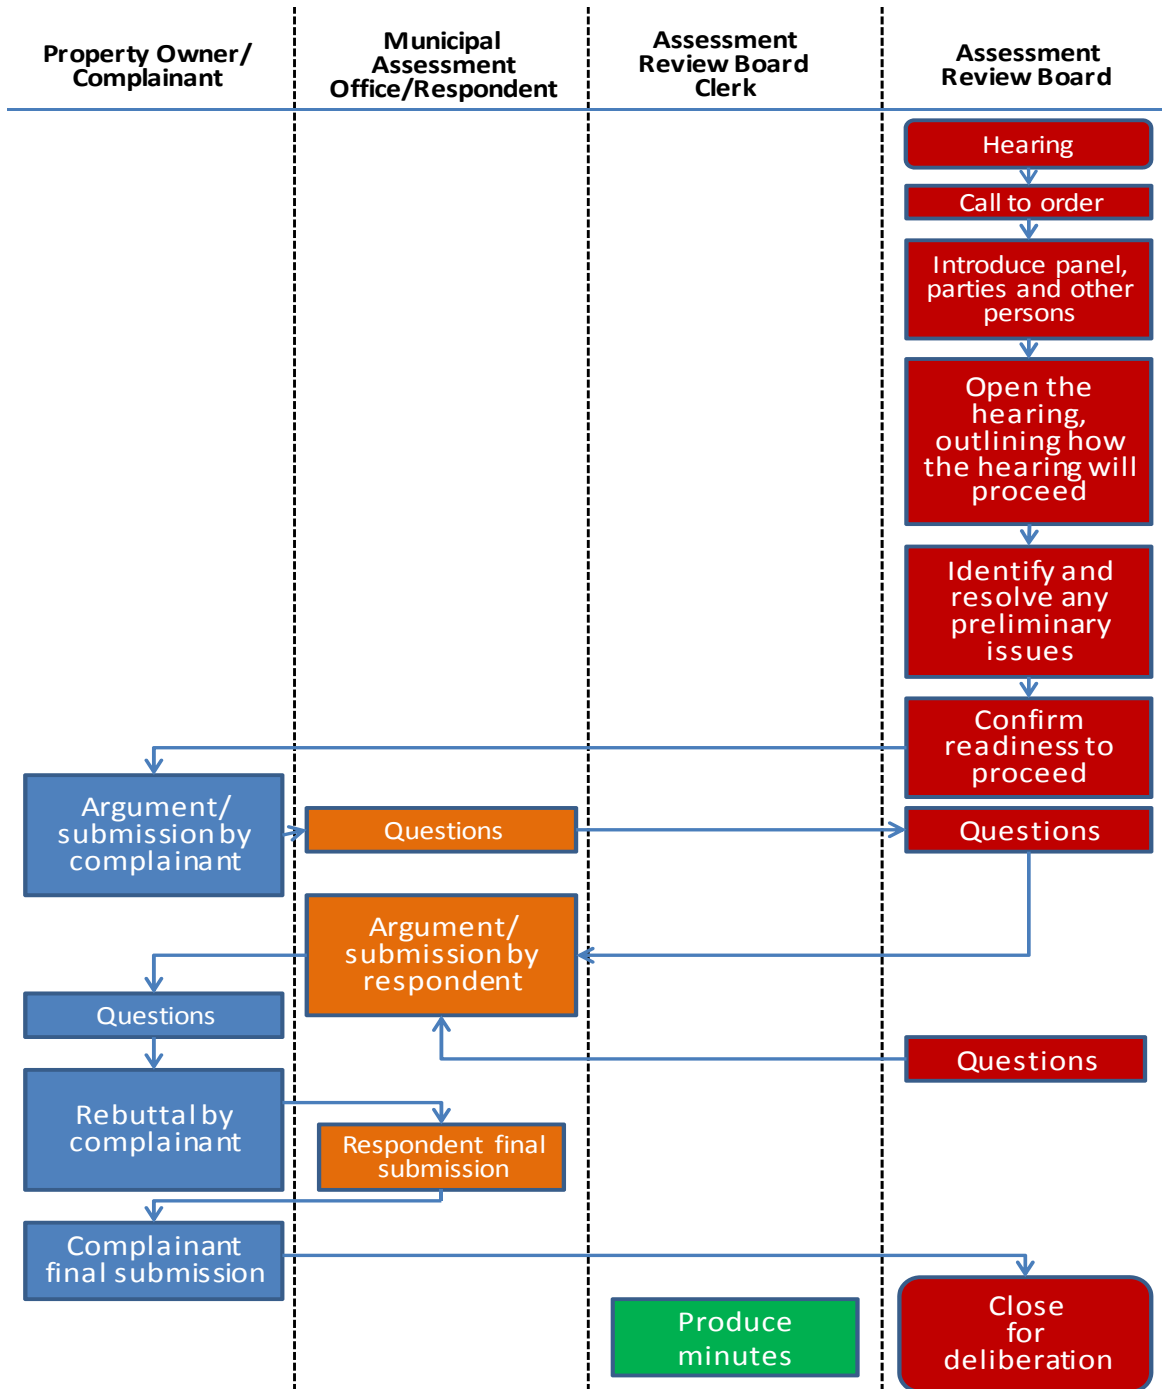 Property Owner/
Complainant
Municipal
Assessment
Office/Respondent
Assessment
Review Board
Clerk
Assessment
Review Board
Hearing
Call to order
Introduce panel,
parties and other
persons
Open the
hearing,
outlining how
the hearing will
proceed
Identify and
resolve any
preliminary
issues
Confirm
readiness to
proceed
Argument/
submission by
complainant
Questions
Questions
Argument/
submission by
respondent
Questions
Questions
Rebuttal by
complainant
Respondent final
submission
Complainant
final submission
Produce
minutes
Close
for
deliberation